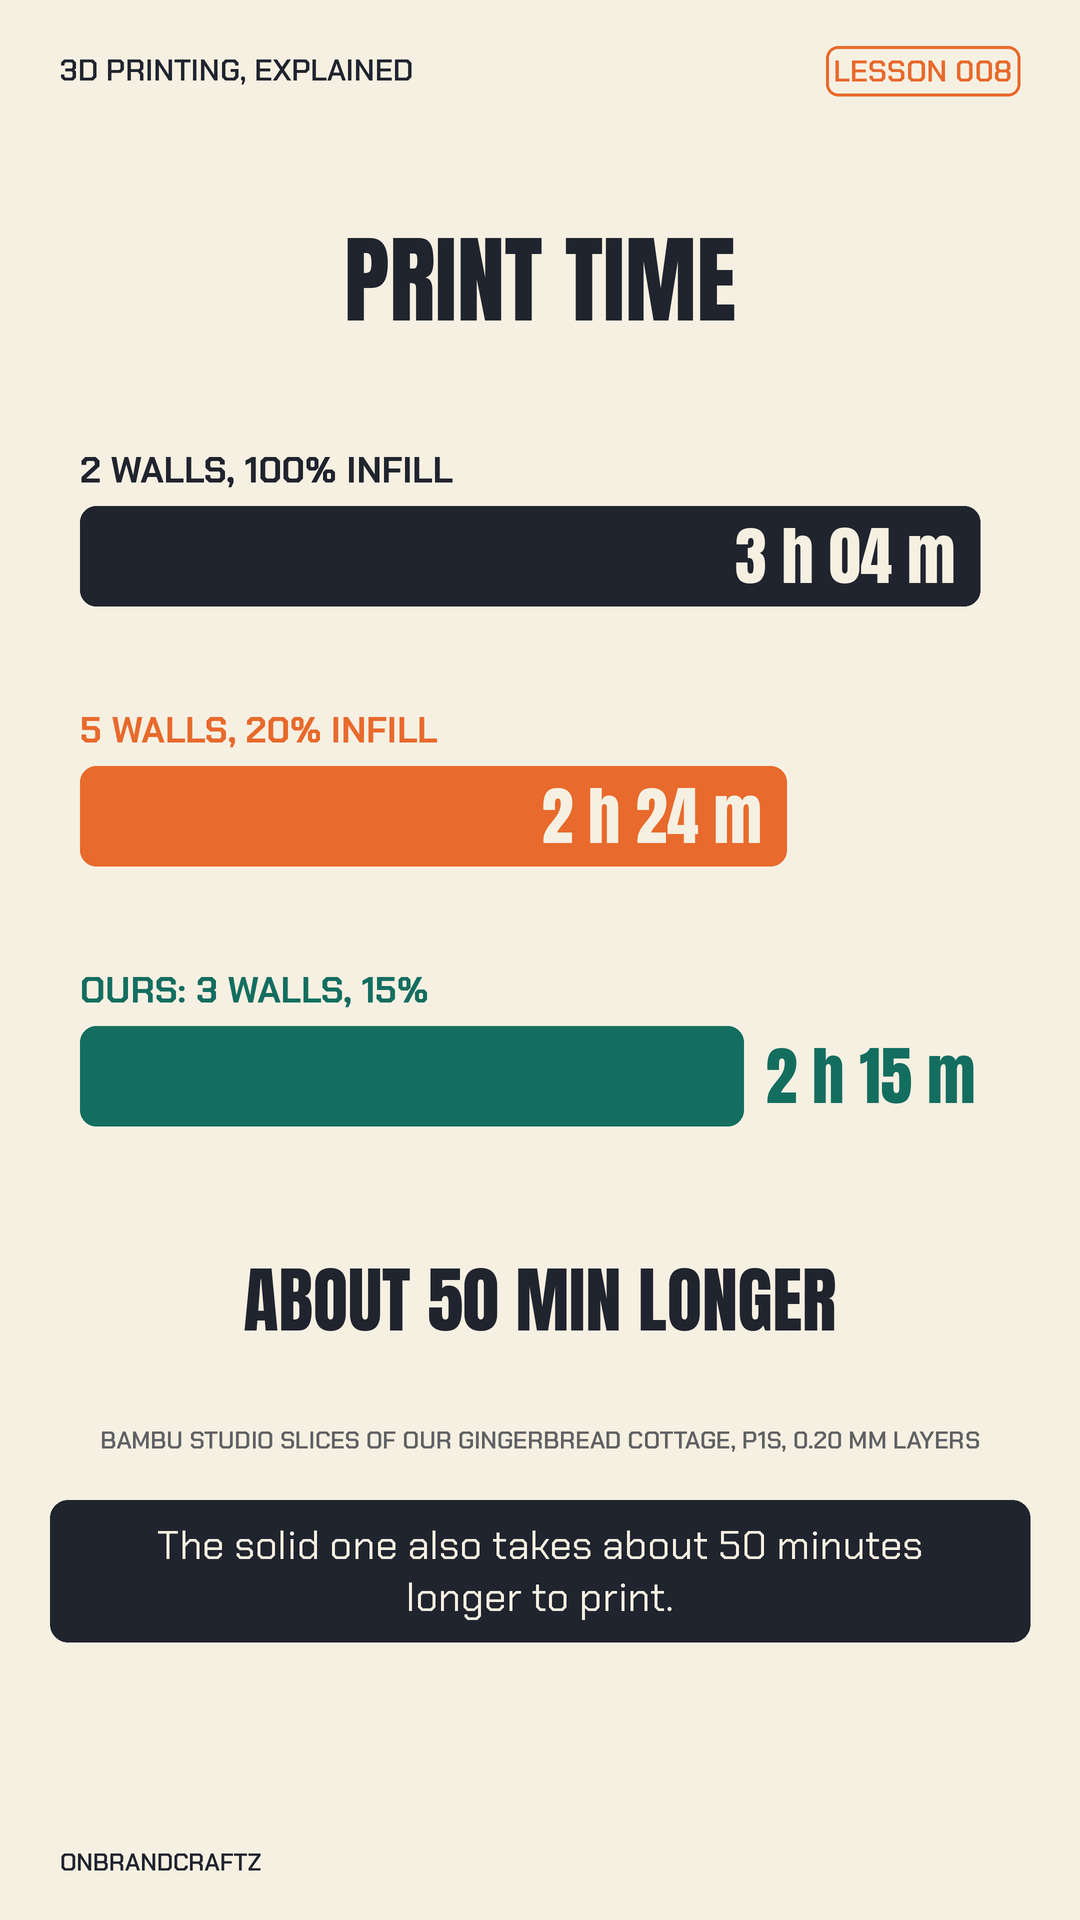 3D PRINTING, EXPLAINED
LESSON 008
PRINT TIME
2 WALLS, 100% INFILL
3 h 04 m
5 WALLS, 20% INFILL
2 h 24 m
OURS: 3 WALLS, 15%
2 h 15 m
ABOUT 50 MIN LONGER
BAMBU STUDIO SLICES OF OUR GINGERBREAD COTTAGE, P1S, 0.20 MM LAYERS
The solid one also takes about 50 minutes
longer to print.
ONBRANDCRAFTZ